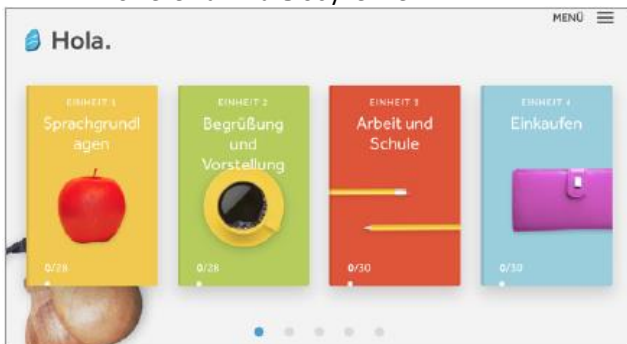 MENÜ
Hola.
EINHEIT 1
Sprachgrundl
agen
0/28
EINHEIT 2
Begrüßung
und
Vorstellung
0/28
EINHEIT 3
Arbeit und
Schule
0/30
EINHEIT 4
Einkaufen
0/30